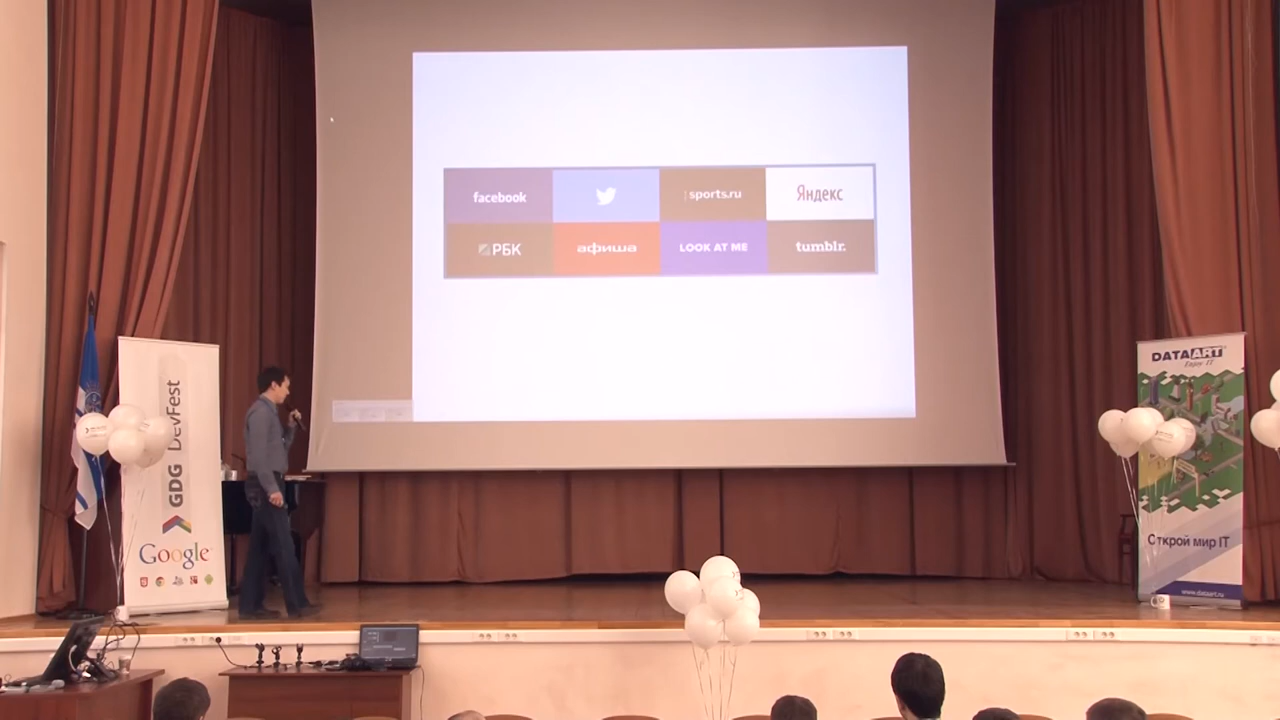 facebook
sports.ru
Яндекс
РБК
афиша
LOOK AT ME
tumblr.
GDG DevFest
Google
DATAART
Enjoy IT
Открой мир IT
www.dataart.ru